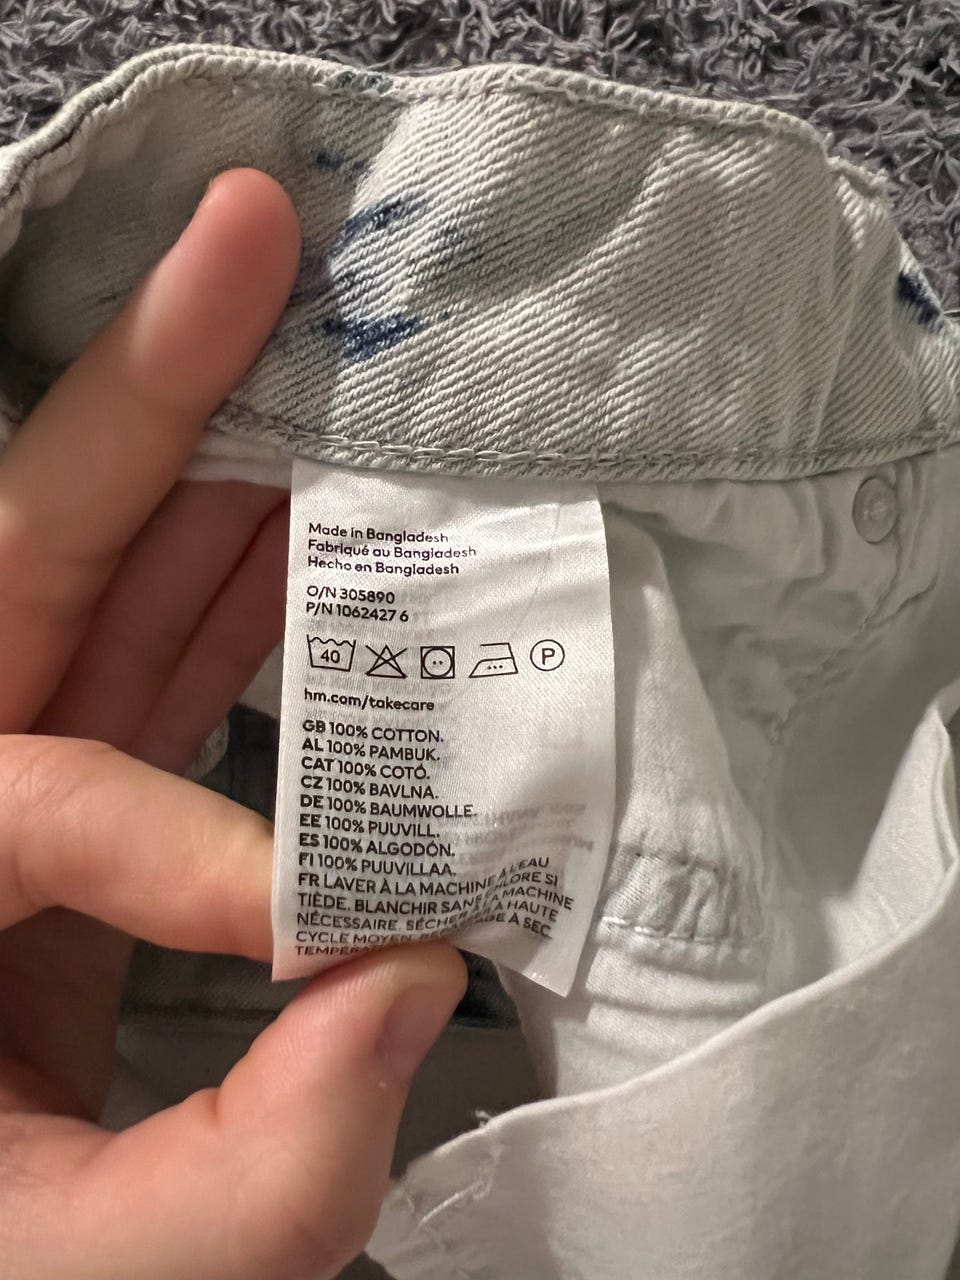 Made in Bangladesh
Fabriqué au Bangladesh
Hecho en Bangladesh
O/N 305890
P/N 1062427 6
40 P
hm.com/takecare
GB 100% COTTON.
AL 100% PAMBUK.
CAT 100% COTÓ.
CZ 100% BAVLNA.
DE 100% BAUMWOLLE.
EE 100% PUUVILL.
ES 100% ALGODÓN.
FI 100% PUUVILLAA.
FR LAVER À LA MACHINE À L'EAU
TIÈDE. BLANCHIR SANS CHLORE SI
NÉCESSAIRE. SÉCHER À LA MACHINE
CYCLE MOYEN À HAUTE
À SEC